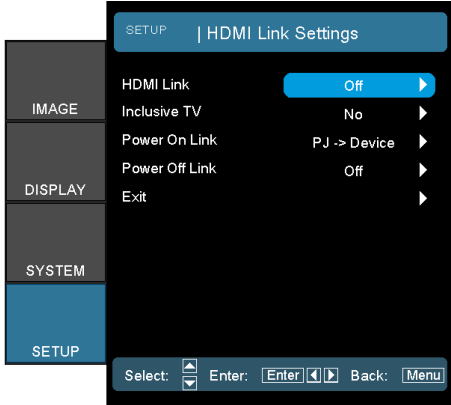 SETUP | HDMI Link Settings
HDMI Link Off
Inclusive TV No
Power On Link PJ -> Device
Power Off Link Off
Exit
IMAGE
DISPLAY
SYSTEM
SETUP
Select: Enter: Enter Back: Menu